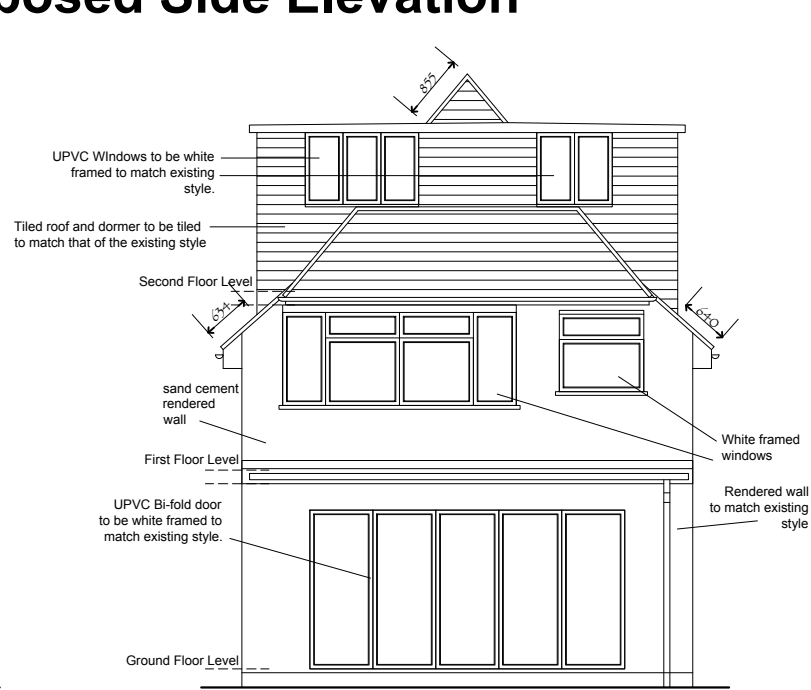 posed Side Elevation
855
UPVC WIndows to be white
framed to match existing
style.
Tiled roof and dormer to be tiled
to match that of the existing style
Second Floor Level
634
640
sand cement
rendered
wall
White framed
windows
First Floor Level
Rendered wall
to match existing
style
UPVC Bi-fold door
to be white framed to
match existing style.
Ground Floor Level